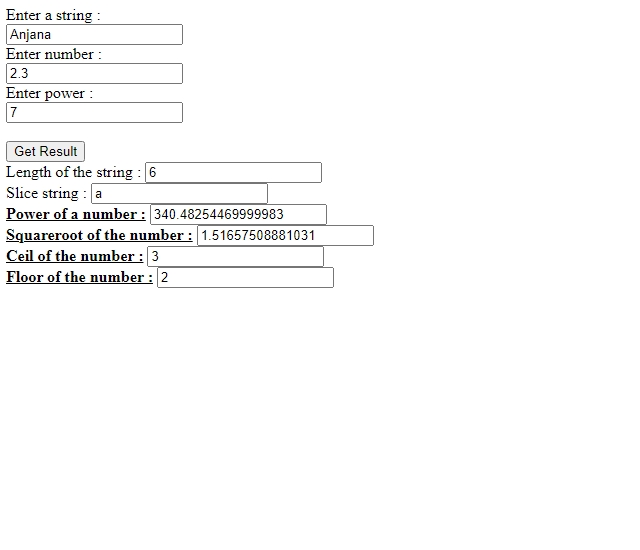 Enter a string :
Anjana
Enter number :
2.3
Enter power :
7
Get Result
Length of the string : 6
Slice string : a
Power of a number : 340.48254469999983
Squareroot of the number : 1.51657508881031
Ceil of the number : 3
Floor of the number : 2